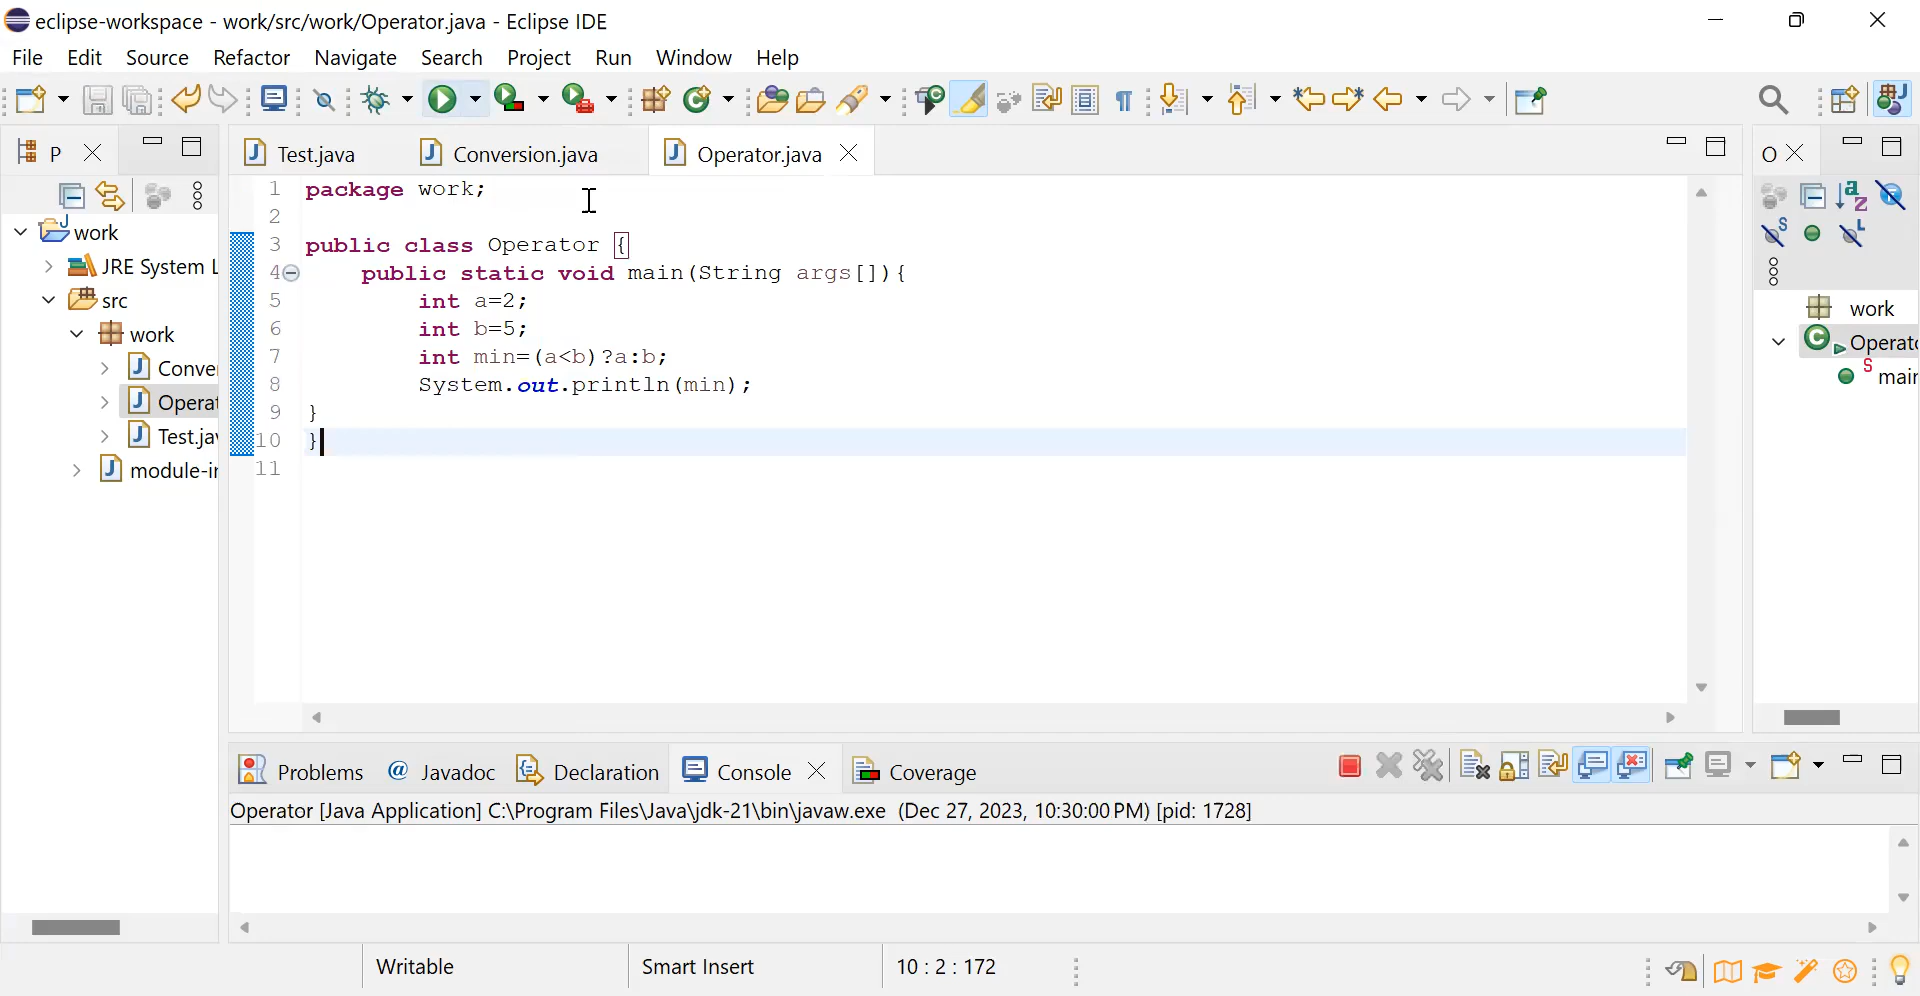 eclipse-workspace - work/src/work/Operator.java - Eclipse IDE
File Edit Source Refactor Navigate Search Project Run Window Help
P
Test.java Conversion.java Operator.java
O
work
JRE System L
src
work
Conve
Operat
Test.ja
module-i
1 package work;
2
3 public class Operator {
4 public static void main(String args[]){
5 int a=2;
6 int b=5;
7 int min=(a<b)?a:b;
8 System.out.println(min);
9 }
10 }
11
work
Operato
S main
Problems @ Javadoc Declaration Console Coverage
Operator [Java Application] C:\Program Files\Java\jdk-21\bin\javaw.exe (Dec 27, 2023, 10:30:00 PM) [pid: 1728]
Writable Smart Insert 10 : 2 : 172